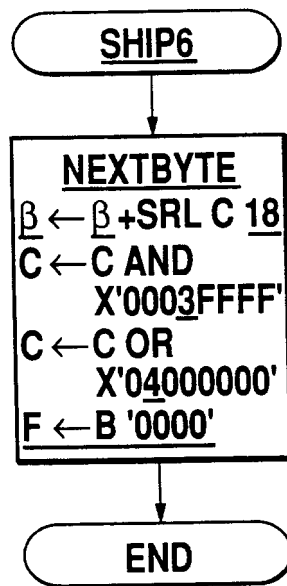 SHIP6
NEXTBYTE
β ← β+SRL C 18
C ← C AND
X'0003FFFF'
C ← C OR
X'04000000'
F ← B '0000'
END